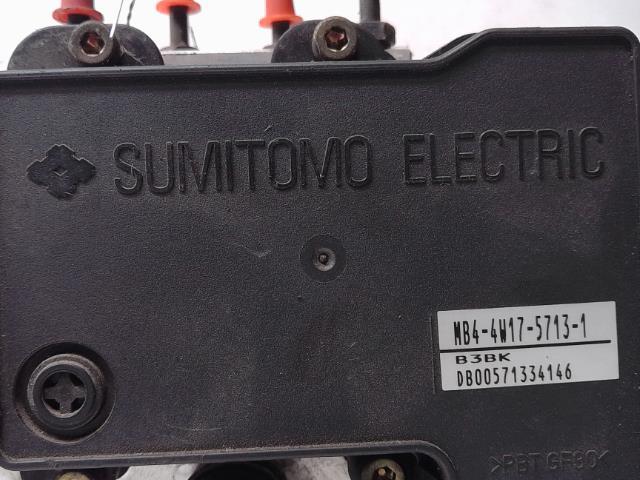 SUMITOMO ELECTRIC
MB4-4W17-5713-1
B3BK
DB00571334146
>PBT GF30<